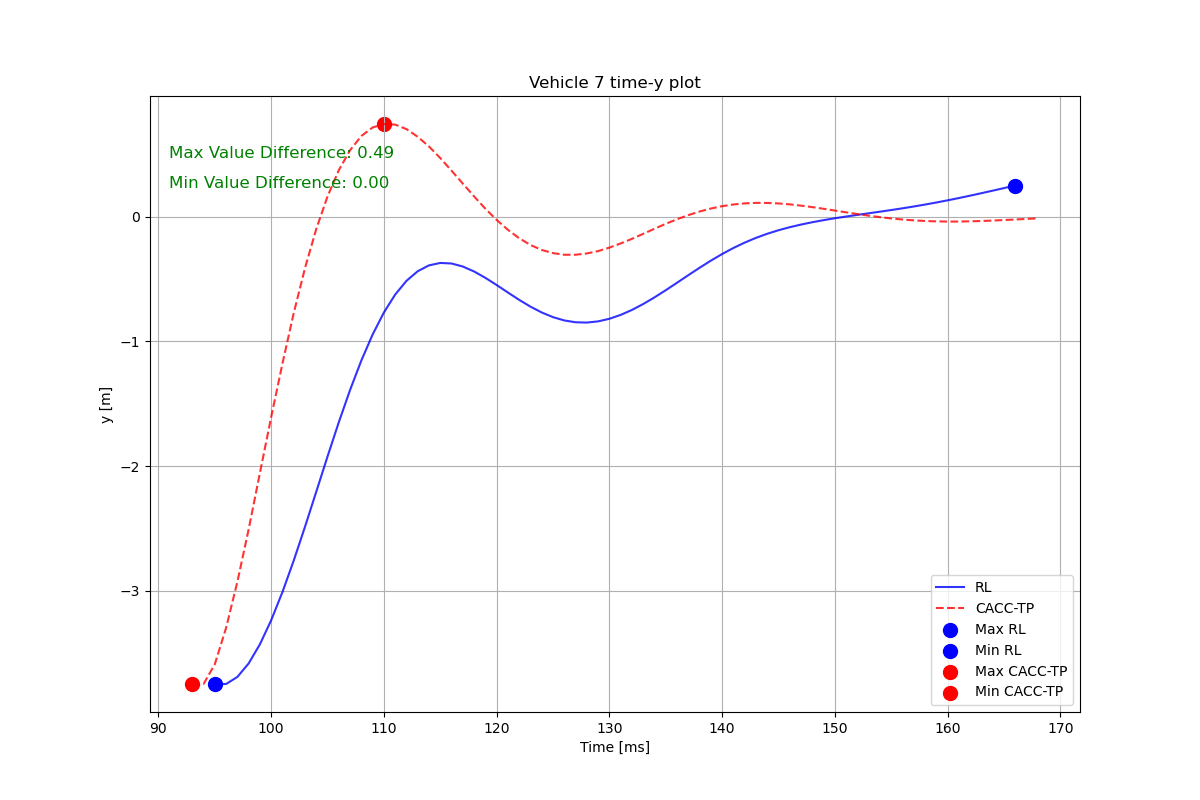 Vehicle 7 time-y plot
Max Value Difference: 0.49
Min Value Difference: 0.00
y [m]
0
−1
−2
−3
90 100 110 120 130 140 150 160 170
Time [ms]
RL
CACC-TP
Max RL
Min RL
Max CACC-TP
Min CACC-TP